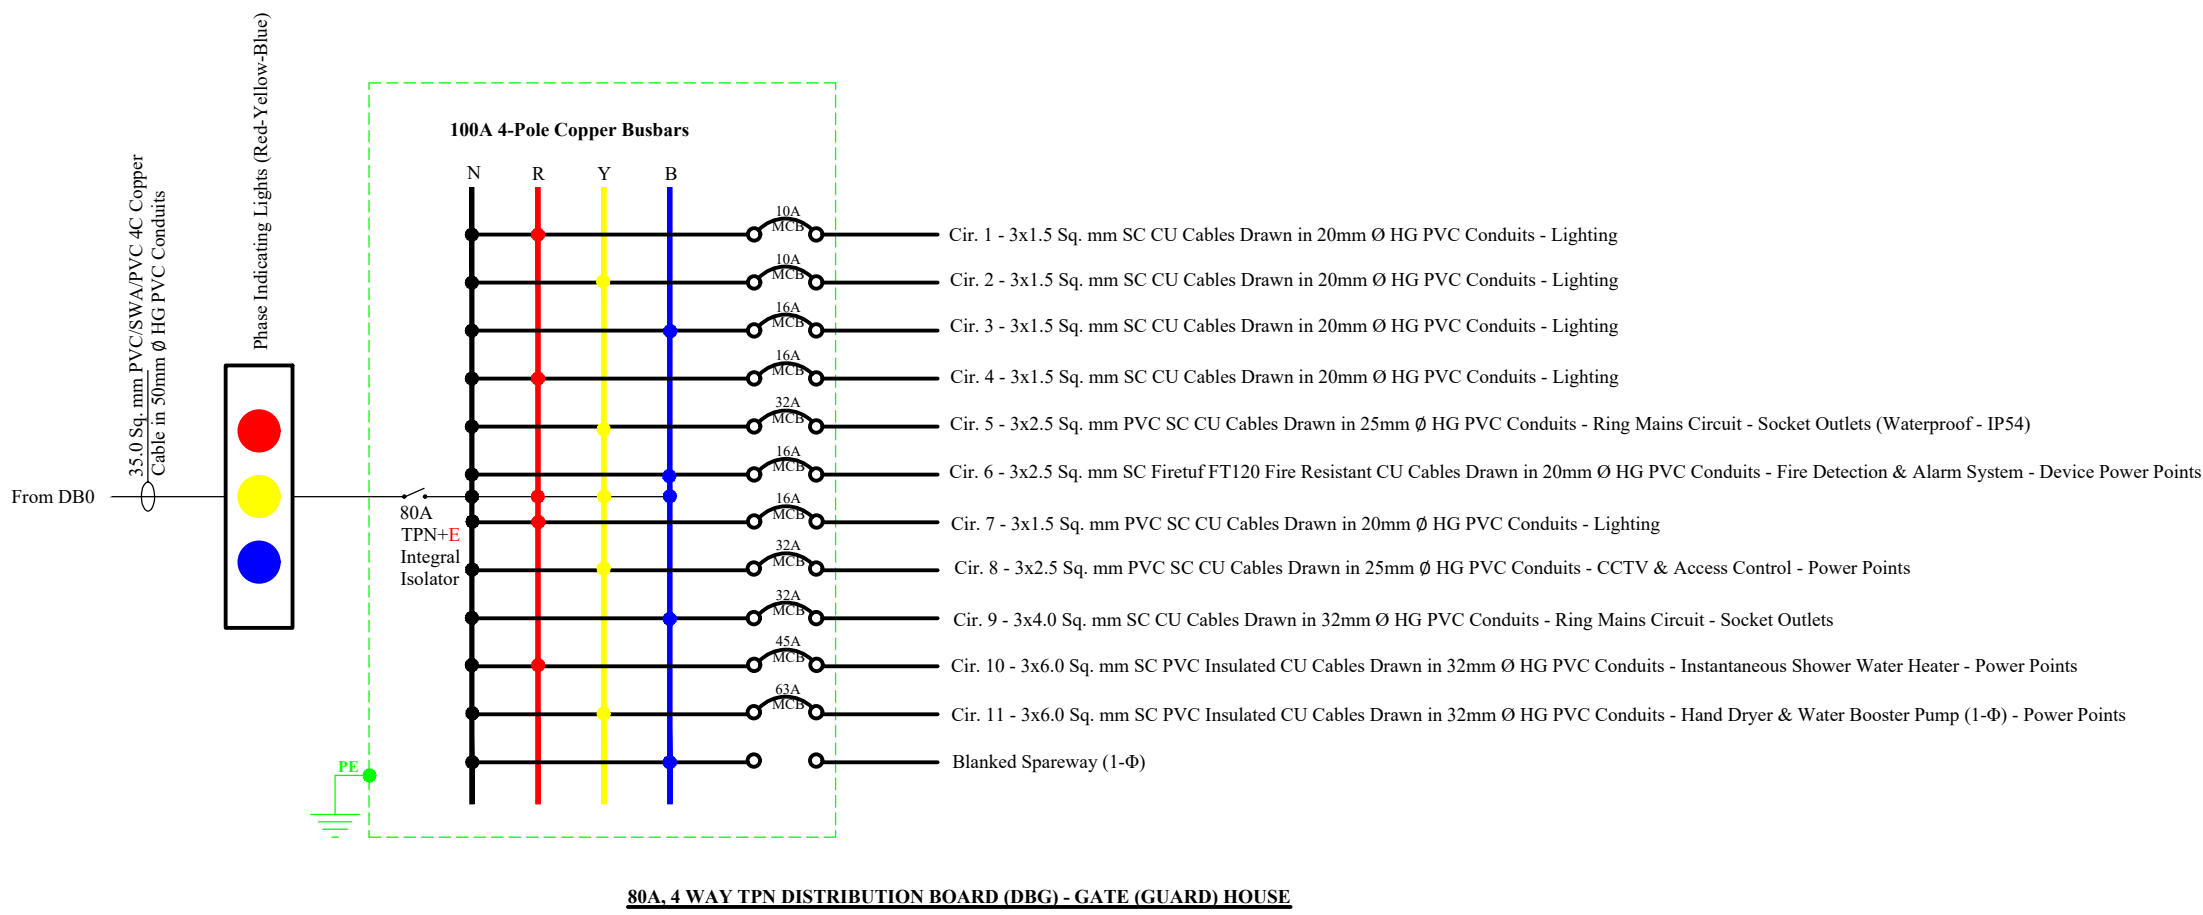 35.0 Sq. mm PVC/SWA/PVC 4C Copper
Cable in 50mm Ø HG PVC Conduits
Phase Indicating Lights (Red-Yellow-Blue)
From DB0
100A 4-Pole Copper Busbars
N R Y B
80A
TPN+E
Integral
Isolator
PE
10A
MCB
Cir. 1 - 3x1.5 Sq. mm SC CU Cables Drawn in 20mm Ø HG PVC Conduits - Lighting
10A
MCB
Cir. 2 - 3x1.5 Sq. mm SC CU Cables Drawn in 20mm Ø HG PVC Conduits - Lighting
16A
MCB
Cir. 3 - 3x1.5 Sq. mm SC CU Cables Drawn in 20mm Ø HG PVC Conduits - Lighting
16A
MCB
Cir. 4 - 3x1.5 Sq. mm SC CU Cables Drawn in 20mm Ø HG PVC Conduits - Lighting
32A
MCB
Cir. 5 - 3x2.5 Sq. mm PVC SC CU Cables Drawn in 25mm Ø HG PVC Conduits - Ring Mains Circuit - Socket Outlets (Waterproof - IP54)
16A
MCB
Cir. 6 - 3x2.5 Sq. mm SC Firetuf FT120 Fire Resistant CU Cables Drawn in 20mm Ø HG PVC Conduits - Fire Detection & Alarm System - Device Power Points
16A
MCB
Cir. 7 - 3x1.5 Sq. mm PVC SC CU Cables Drawn in 20mm Ø HG PVC Conduits - Lighting
32A
MCB
Cir. 8 - 3x2.5 Sq. mm PVC SC CU Cables Drawn in 25mm Ø HG PVC Conduits - CCTV & Access Control - Power Points
32A
MCB
Cir. 9 - 3x4.0 Sq. mm SC CU Cables Drawn in 32mm Ø HG PVC Conduits - Ring Mains Circuit - Socket Outlets
45A
MCB
Cir. 10 - 3x6.0 Sq. mm SC PVC Insulated CU Cables Drawn in 32mm Ø HG PVC Conduits - Instantaneous Shower Water Heater - Power Points
63A
MCB
Cir. 11 - 3x6.0 Sq. mm SC PVC Insulated CU Cables Drawn in 32mm Ø HG PVC Conduits - Hand Dryer & Water Booster Pump (1-Φ) - Power Points
Blanked Spareway (1-Φ)
80A, 4 WAY TPN DISTRIBUTION BOARD (DBG) - GATE (GUARD) HOUSE